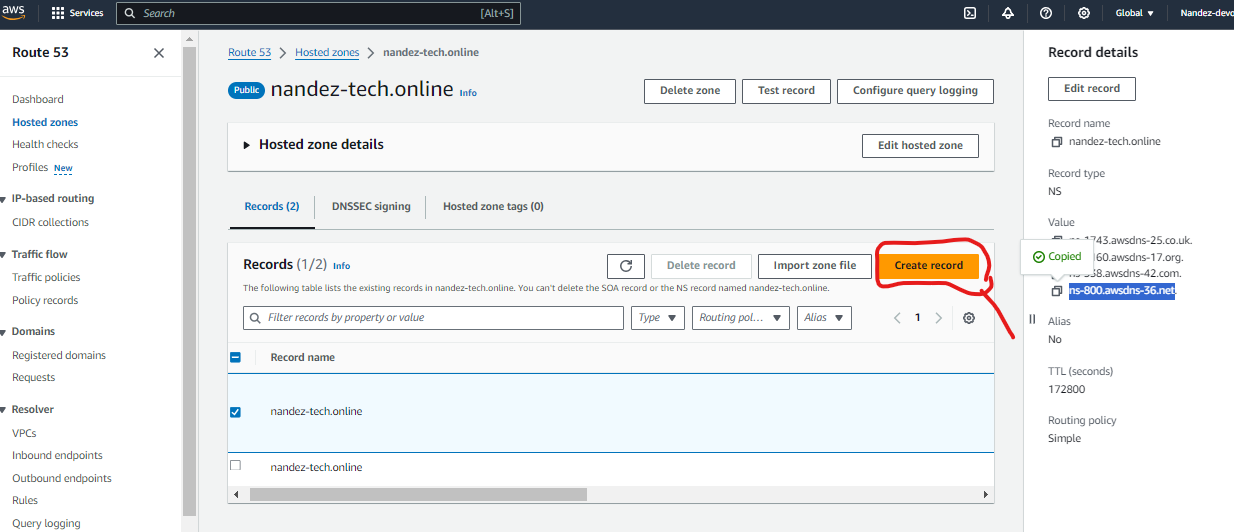 aws
Services
Search
[Alt+S]
Global
Nandez-devo
Route 53
Dashboard
Hosted zones
Health checks
Profiles New
IP-based routing
CIDR collections
Traffic flow
Traffic policies
Policy records
Domains
Registered domains
Requests
Resolver
VPCs
Inbound endpoints
Outbound endpoints
Rules
Query logging
Route 53 > Hosted zones > nandez-tech.online
Public nandez-tech.online Info
Delete zone
Test record
Configure query logging
Hosted zone details
Edit hosted zone
Records (2)
DNSSEC signing
Hosted zone tags (0)
Records (1/2) Info
Delete record
Import zone file
Create record
The following table lists the existing records in nandez-tech.online. You can't delete the SOA record or the NS record named nandez-tech.online.
Filter records by property or value
Type
Routing pol...
Alias
1
Record name
nandez-tech.online
nandez-tech.online
Record details
Edit record
Record name
nandez-tech.online
Record type
NS
Value
ns-1743.awsdns-25.co.uk.
Copied
60.awsdns-17.org.
38.awsdns-42.com.
ns-800.awsdns-36.net.
Alias
No
TTL (seconds)
172800
Routing policy
Simple